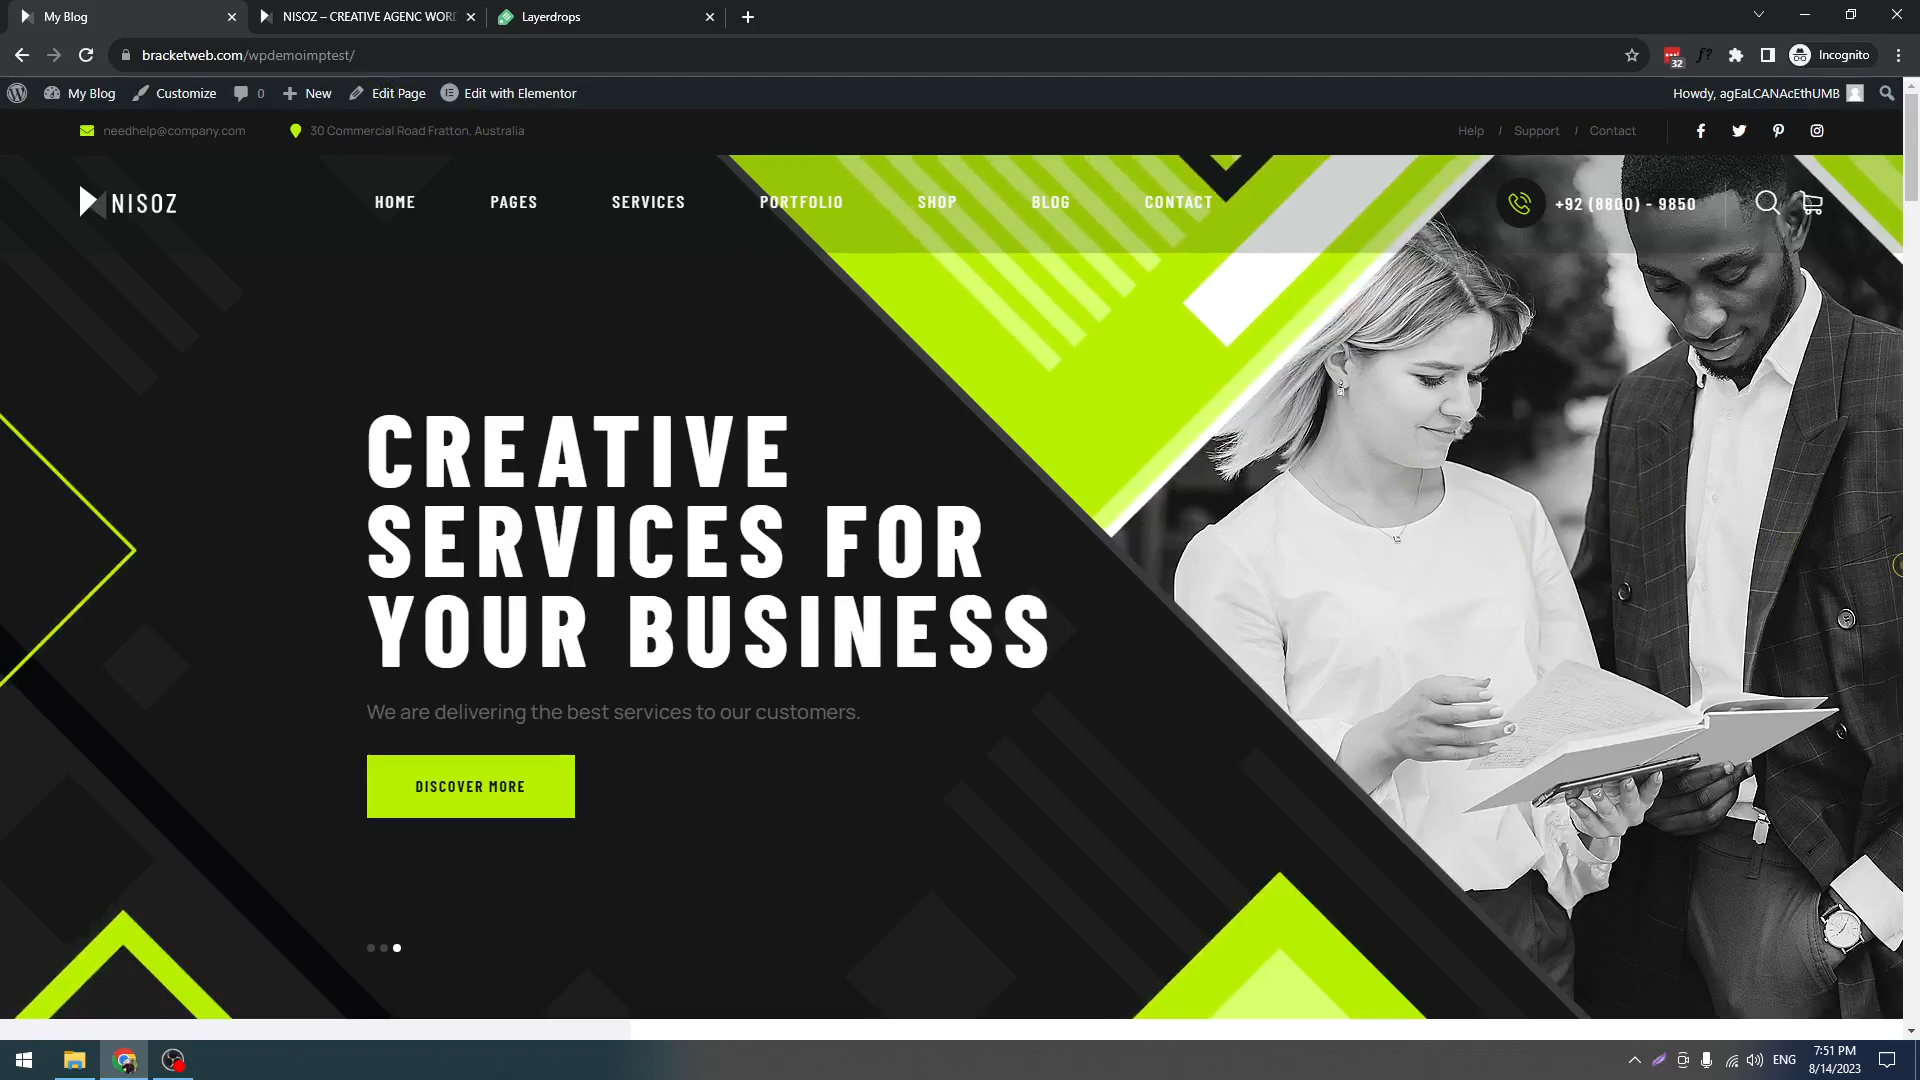 My Blog
NISOZ – CREATIVE AGENC WORD
Layerdrops
bracketweb.com/wpdemoimptest/
32
f?
Incognito
My Blog
Customize
0
New
Edit Page
Edit with Elementor
Howdy, agEaLCANAcEthUMB
needhelp@company.com
30 Commercial Road Fratton, Australia
Help / Support / Contact
NISOZ
HOME
PAGES
SERVICES
PORTFOLIO
SHOP
BLOG
CONTACT
+92 (8800) - 9850
CREATIVE
SERVICES FOR
YOUR BUSINESS
We are delivering the best services to our customers.
DISCOVER MORE
ENG
7:51 PM
8/14/2023